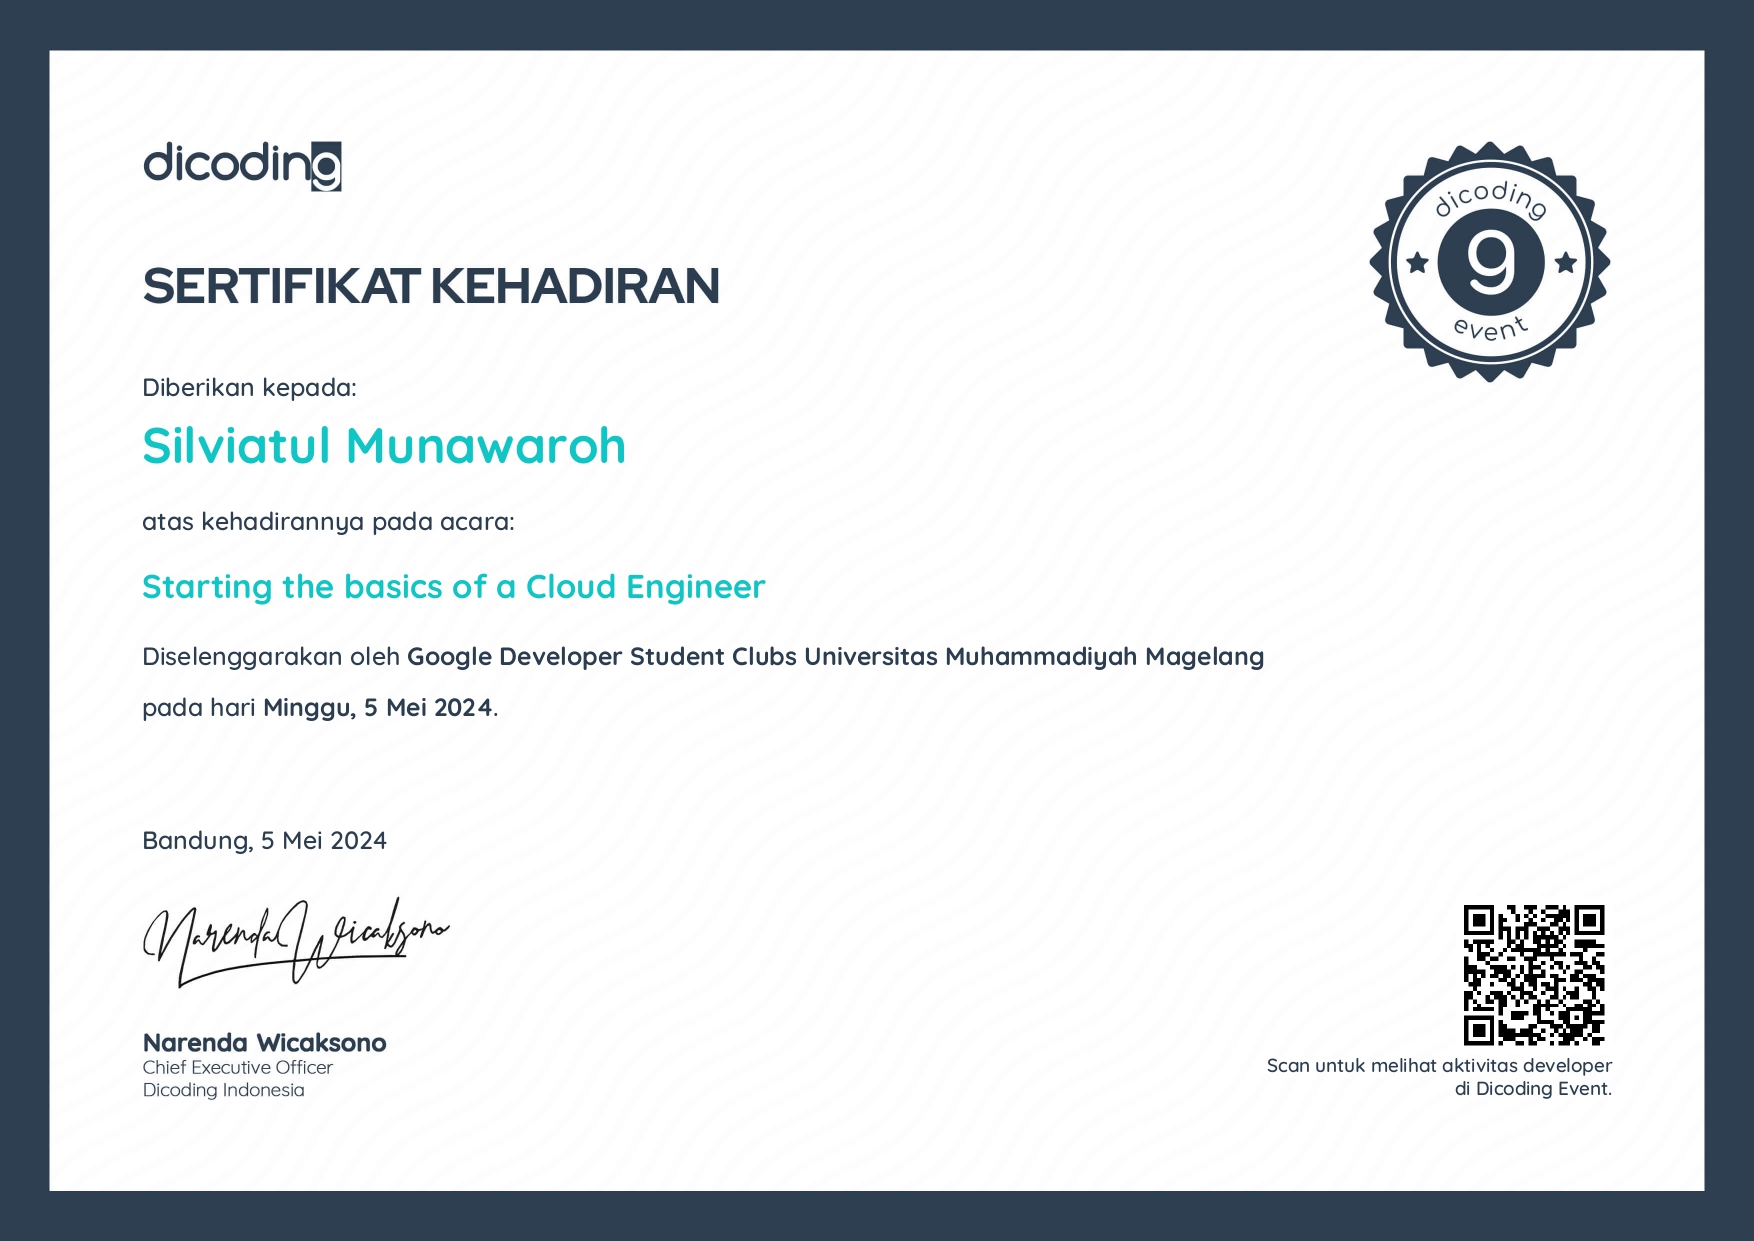 dicoding
SERTIFIKAT KEHADIRAN
dicoding
g
event
Diberikan kepada:
Silviatul Munawaroh
atas kehadirannya pada acara:
Starting the basics of a Cloud Engineer
Diselenggarakan oleh Google Developer Student Clubs Universitas Muhammadiyah Magelang
pada hari Minggu, 5 Mei 2024.
Bandung, 5 Mei 2024
Narenda Wicaksono
Narenda Wicaksono
Chief Executive Officer
Dicoding Indonesia
Scan untuk melihat aktivitas developer
di Dicoding Event.